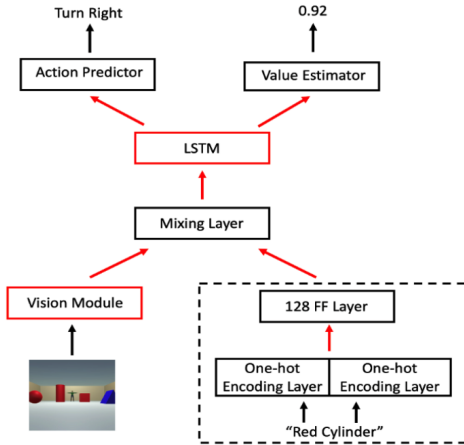 Turn Right
0.92
Action Predictor
Value Estimator
LSTM
Mixing Layer
Vision Module
128 FF Layer
One-hot
Encoding Layer
One-hot
Encoding Layer
“Red Cylinder”